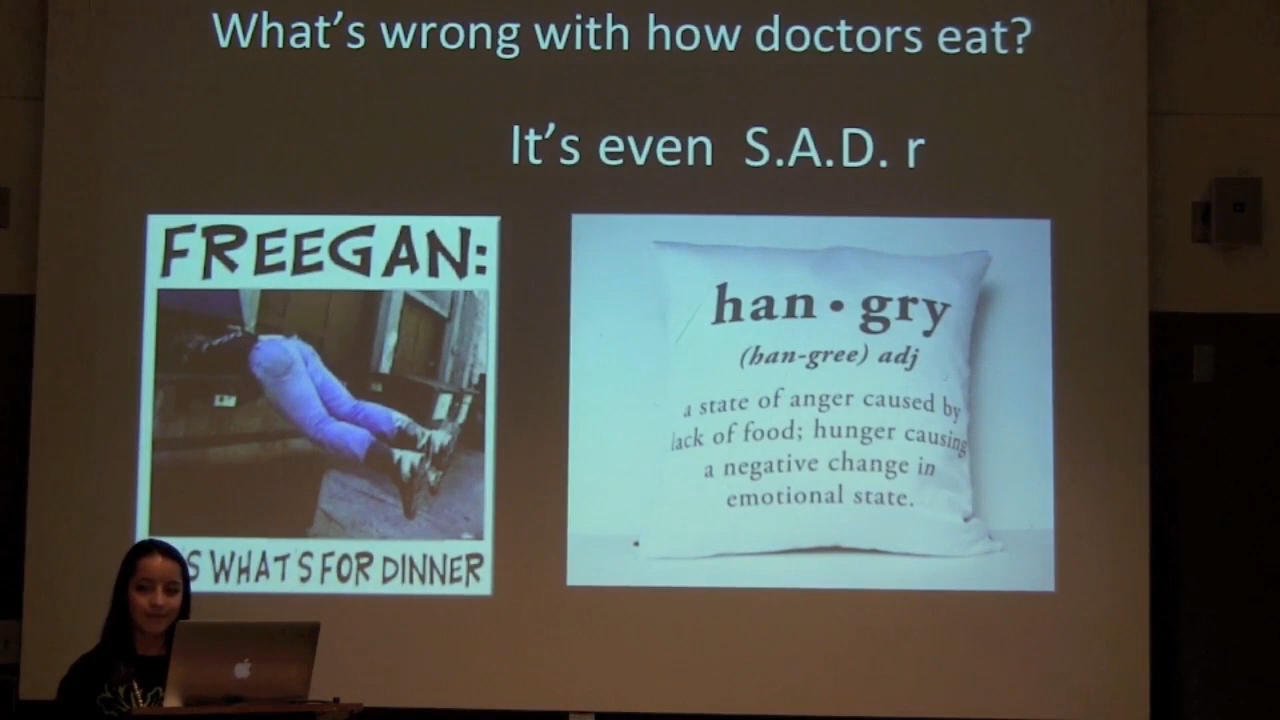 What's wrong with how doctors eat?
It's even S.A.D. r
FREEGAN:
S WHAT'S FOR DINNER
han • gry
(han-gree) adj
a state of anger caused by
lack of food; hunger causing
a negative change in
emotional state.